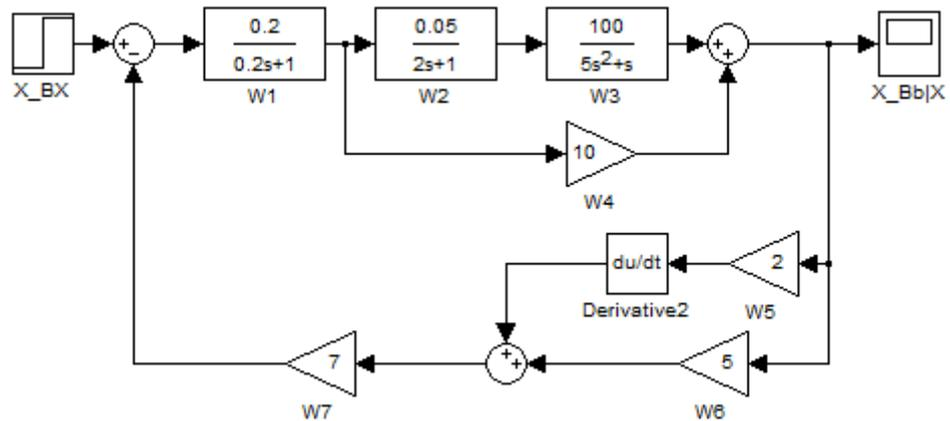 X_BX
+
−
0.2
0.2s+1
W1
0.05
2s+1
W2
100
5s²+s
W3
+
+
X_Bb|X
10
W4
du/dt
Derivative2
2
W5
+
+
7
W7
5
W6